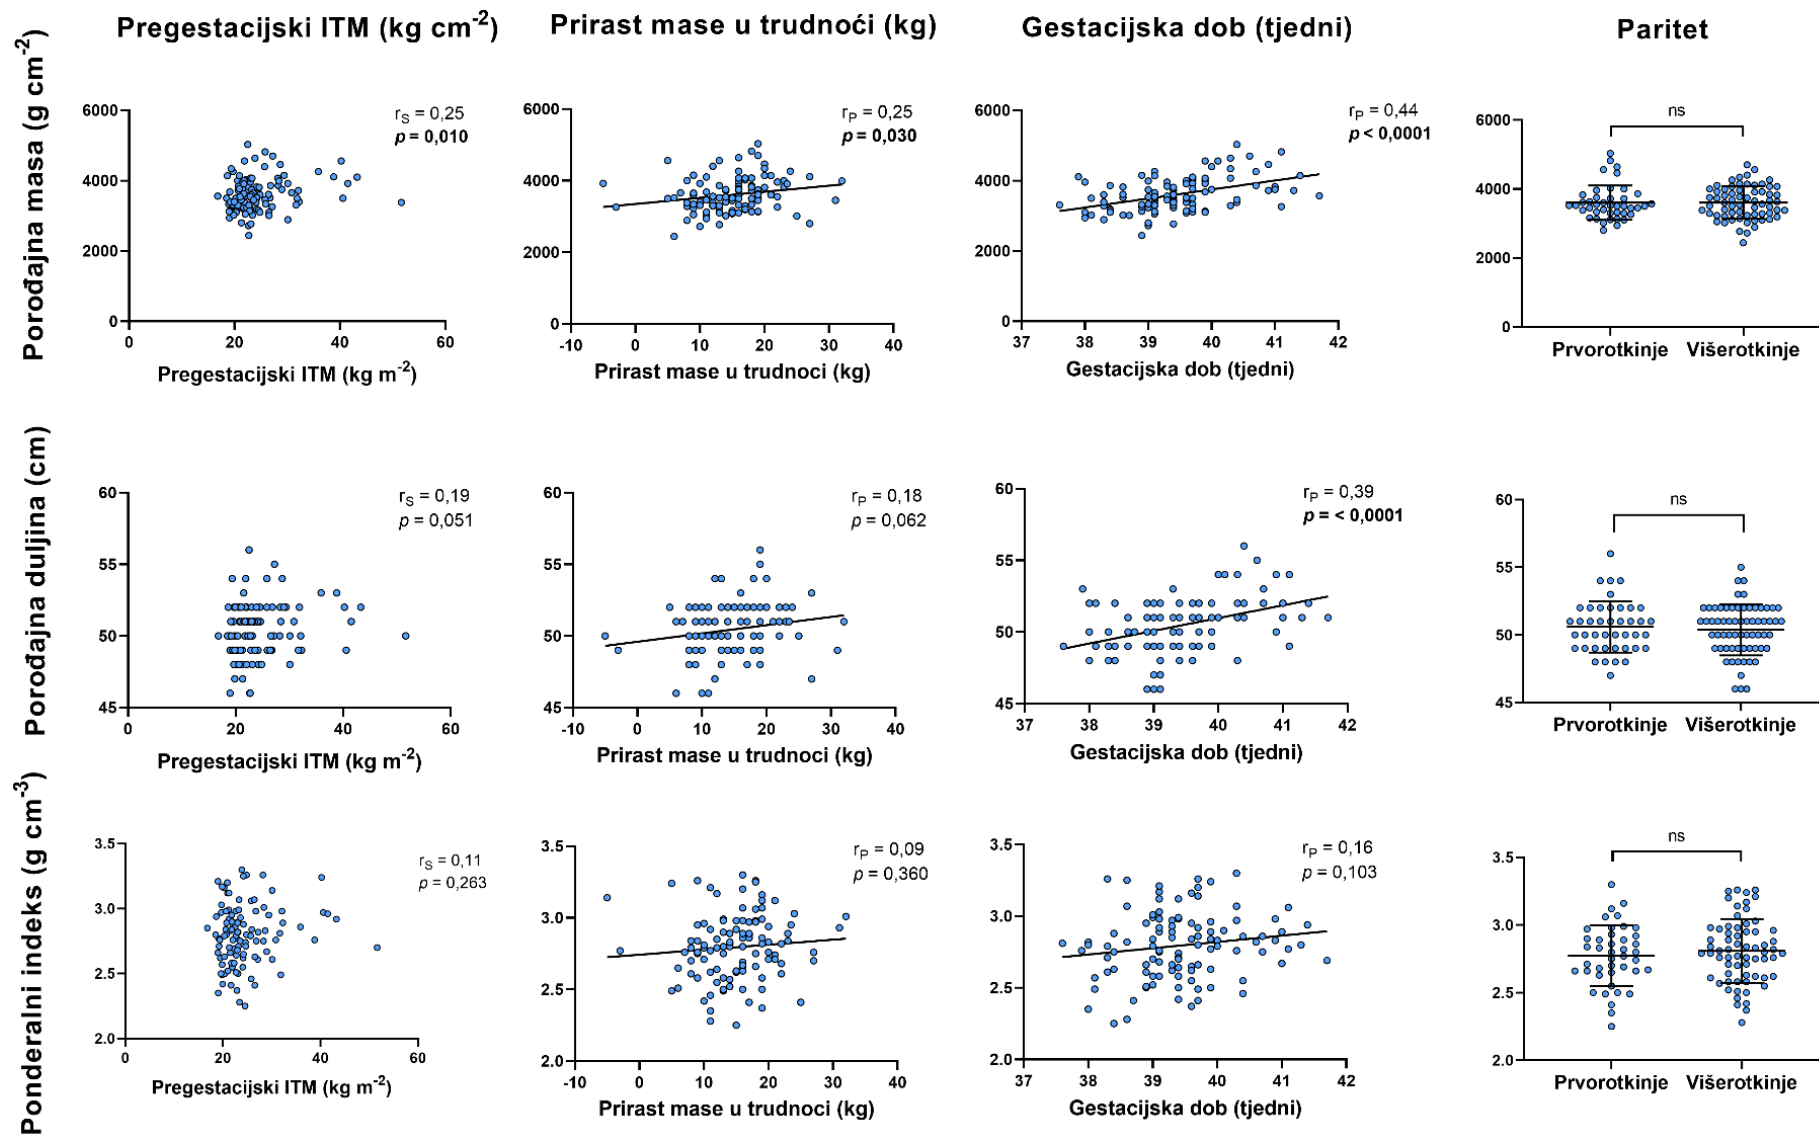 Pregestacijski ITM (kg cm-2)
Prirast mase u trudnoći (kg)
Gestacijska dob (tjedni)
Paritet
Porođajna masa (g cm-2)
6000
4000
2000
0
0
20
40
60
rS = 0,25
p = 0,010
Pregestacijski ITM (kg m-2)
6000
4000
2000
0
-10
0
10
20
30
40
rP = 0,25
p = 0,030
Prirast mase u trudnoci (kg)
6000
4000
2000
0
37
38
39
40
41
42
rP = 0,44
p < 0,0001
Gestacijska dob (tjedni)
6000
4000
2000
0
ns
Prvorotkinje
Višerotkinje
Porođajna duljina (cm)
60
55
50
45
0
20
40
60
rS = 0,19
p = 0,051
Pregestacijski ITM (kg m-2)
60
55
50
45
-10
0
10
20
30
40
rP = 0,18
p = 0,062
Prirast mase u trudnoci (kg)
60
55
50
45
37
38
39
40
41
42
rP = 0,39
p = < 0,0001
Gestacijska dob (tjedni)
60
55
50
45
ns
Prvorotkinje
Višerotkinje
Ponderalni indeks (g cm-3)
3.5
3.0
2.5
2.0
0
20
40
60
rS = 0,11
p = 0,263
Pregestacijski ITM (kg m-2)
3.5
3.0
2.5
2.0
-10
0
10
20
30
40
rP = 0,09
p = 0,360
Prirast mase u trudnoci (kg)
3.5
3.0
2.5
2.0
37
38
39
40
41
42
rP = 0,16
p = 0,103
Gestacijska dob (tjedni)
3.5
3.0
2.5
2.0
ns
Prvorotkinje
Višerotkinje